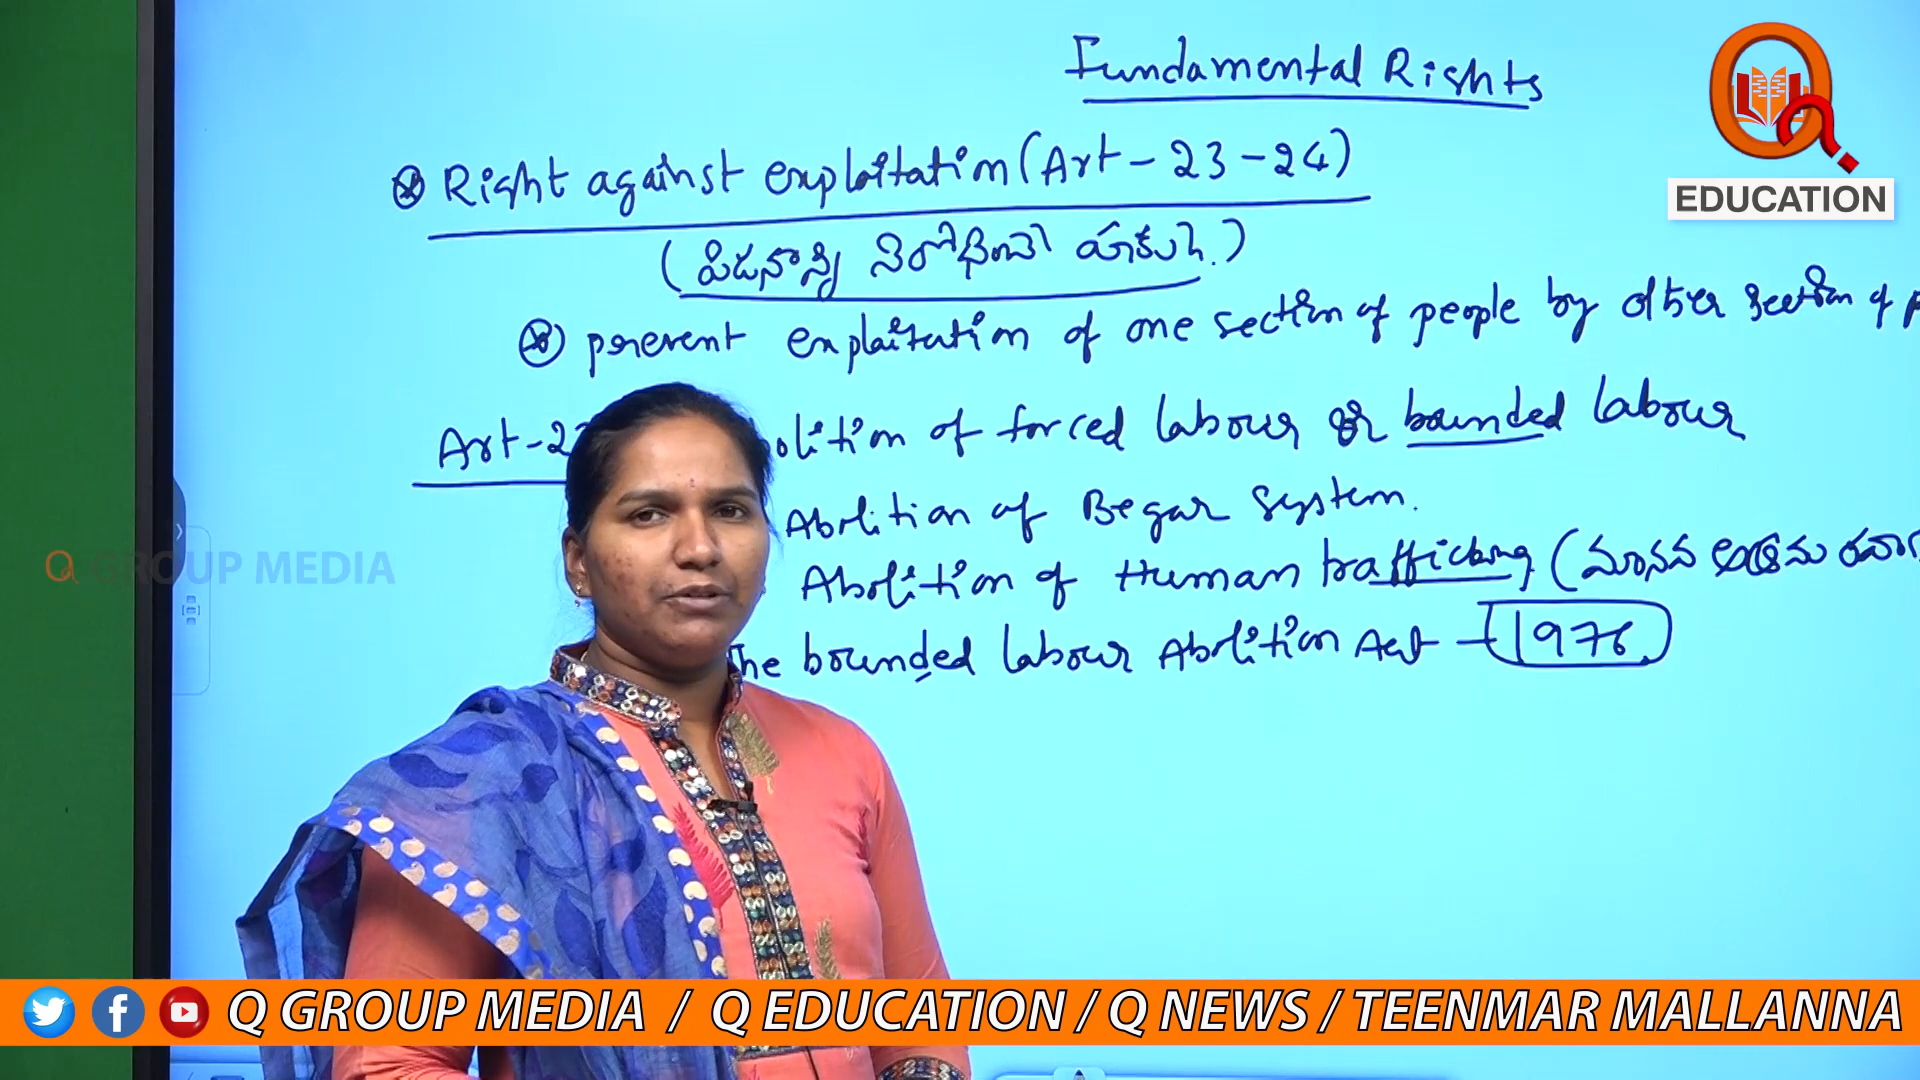 Fundamental Rights
Right against exploitation (Art - 23 - 24)
(పిడనాన్ని నిరోధించే హక్కు.)
prevent exploitation of one section of people by other section of p
Art-23
olition of forced labour or bounded labour
Abolition of Begar System.
Abolition of Human trafficking (మానవ
The bounded labour Abolition Act - 1976.
Q EDUCATION
Q GROUP MEDIA
Q GROUP MEDIA / Q EDUCATION / Q NEWS / TEENMAR MALLANNA